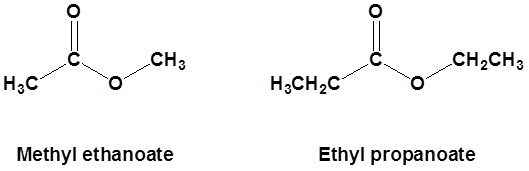 O O
C CH₃ C CH₂CH₃
H₃C O H₃CH₂C O
Methyl ethanoate Ethyl propanoate